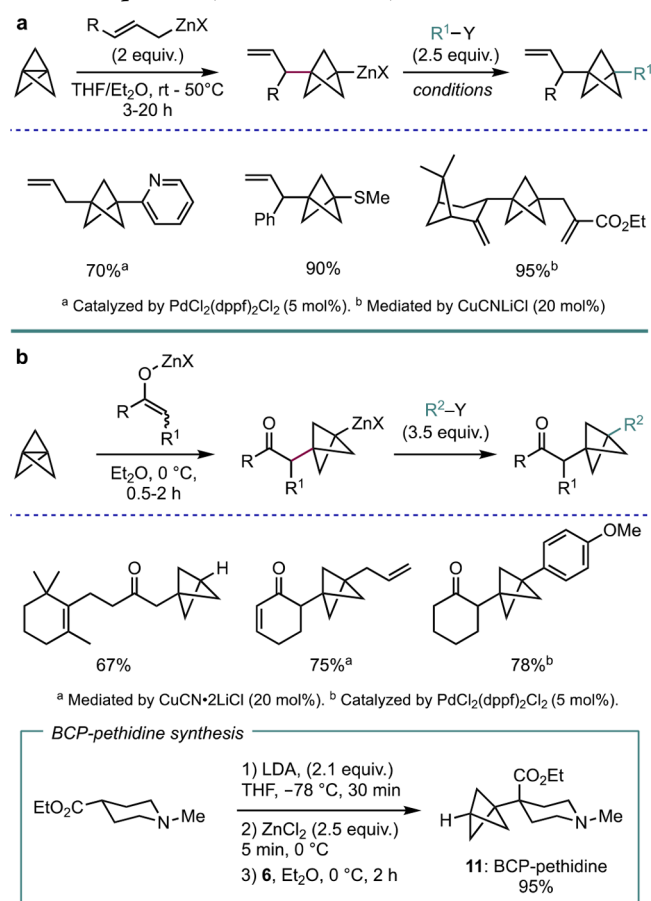 a
R
ZnX
(2 equiv.)
THF/Et2O, rt - 50°C
3-20 h
R
ZnX
R1–Y
(2.5 equiv.)
conditions
R
R1
N
70%a
Ph
SMe
90%
CO2Et
95%b
a Catalyzed by PdCl2(dppf)2Cl2 (5 mol%). b Mediated by CuCNLiCl (20 mol%)
b
O
ZnX
R
R1
Et2O, 0 °C,
0.5-2 h
O
R
R1
ZnX
R2–Y
(3.5 equiv.)
O
R
R1
R2
O
H
67%
O
75%a
O
OMe
78%b
a Mediated by CuCN•2LiCl (20 mol%). b Catalyzed by PdCl2(dppf)2Cl2 (5 mol%).
BCP-pethidine synthesis
EtO2C
N
Me
1) LDA, (2.1 equiv.)
THF, –78 °C, 30 min
2) ZnCl2 (2.5 equiv.)
5 min, 0 °C
3) 6, Et2O, 0 °C, 2 h
H
CO2Et
N
Me
11: BCP-pethidine
95%